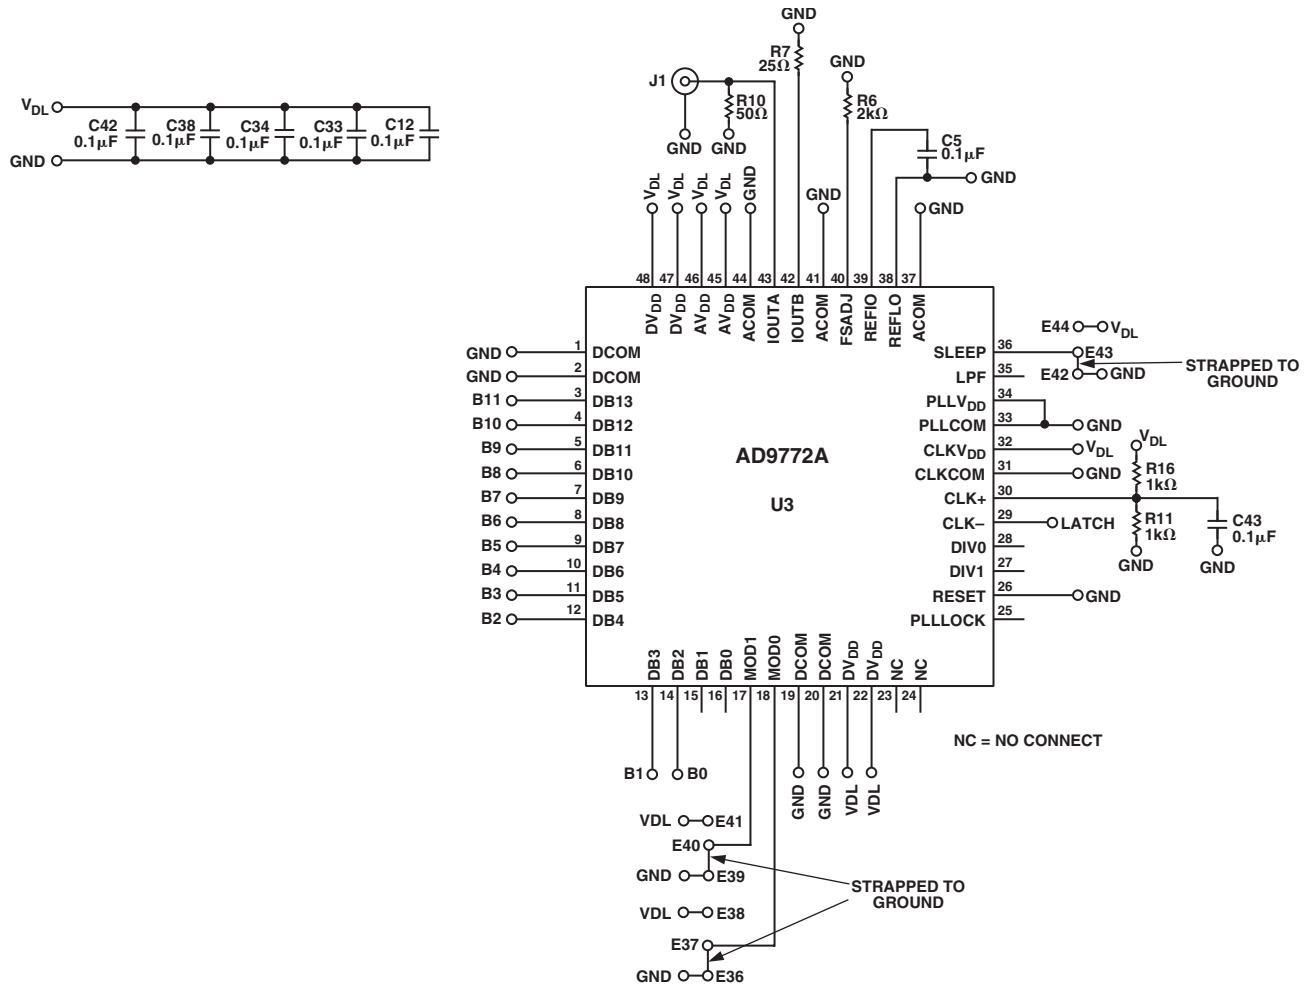 GND
R7
25Ω
GND
R6
2kΩ
J1
R10
50Ω
GND
GND
C5
0.1µF
GND
VDL
C42
0.1µF
C38
0.1µF
C34
0.1µF
C33
0.1µF
C12
0.1µF
GND
VDL
VDL
VDL
VDL
GND
GND
GND
48
47
46
45
44
43
42
41
40
39
38
37
DVDD
DVDD
AVDD
AVDD
ACOM
IOUTA
IOUTB
ACOM
FSADJ
REFIO
REFLO
ACOM
GND
1
DCOM
GND
2
DCOM
B11
3
DB13
B10
4
DB12
B9
5
DB11
B8
6
DB10
B7
7
DB9
B6
8
DB8
B5
9
DB7
B4
10
DB6
B3
11
DB5
B2
12
DB4
AD9772A
U3
E44
VDL
SLEEP
36
E43
E42
GND
STRAPPED TO
GROUND
LPF
35
PLLVDD
34
PLLCOM
33
GND
CLKVDD
32
VDL
CLKCOM
31
GND
CLK+
30
CLK–
29
LATCH
VDL
R16
1kΩ
R11
1kΩ
GND
C43
0.1µF
GND
DIV0
28
DIV1
27
RESET
26
GND
PLLLOCK
25
DB3
DB2
DB1
DB0
MOD1
MOD0
DCOM
DCOM
DVDD
DVDD
NC
NC
13
14
15
16
17
18
19
20
21
22
23
24
NC = NO CONNECT
B1
B0
GND
GND
VDL
VDL
VDL
E41
E40
GND
E39
STRAPPED TO
GROUND
VDL
E38
E37
GND
E36